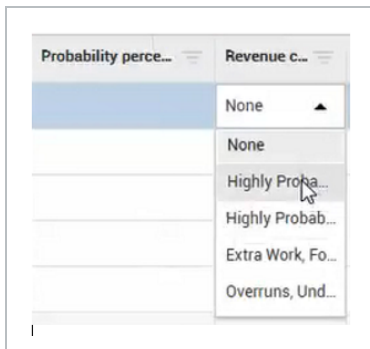 Probability perce... Revenue c...
None
None
Highly Proba...
Highly Probab...
Extra Work, Fo...
Overruns, Und...